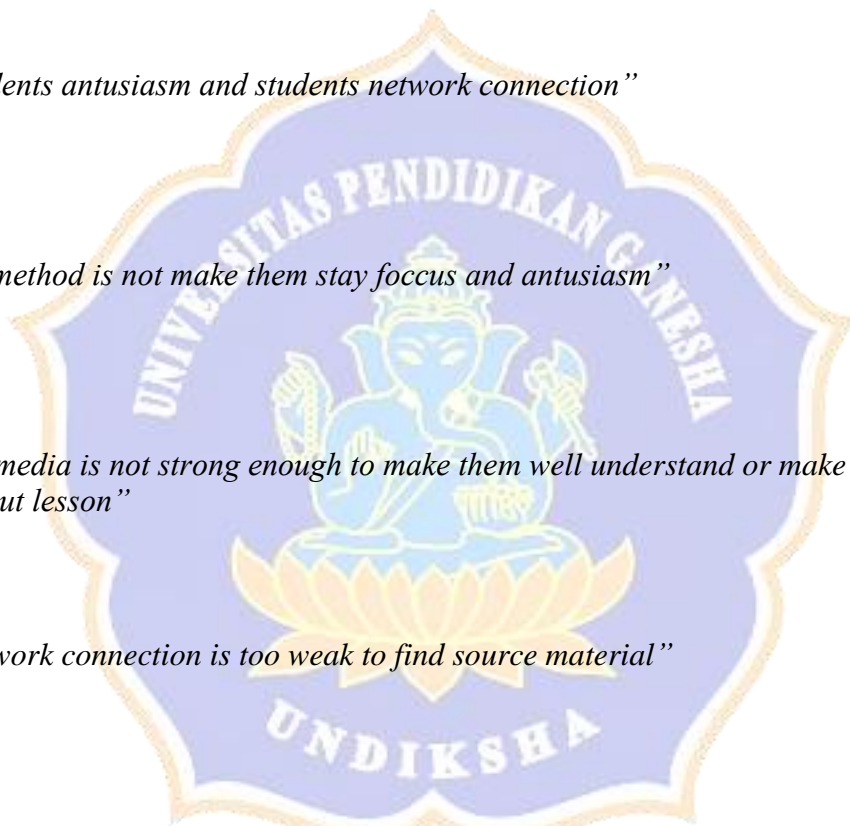 dents antusiasm and students network connection”
UNIVERSITAS PENDIDIKAN GANESHA
method is not make them stay foccus and antusiasm”
media is not strong enough to make them well understand or make
ut lesson”
work connection is too weak to find source material”
UNDIKSHA